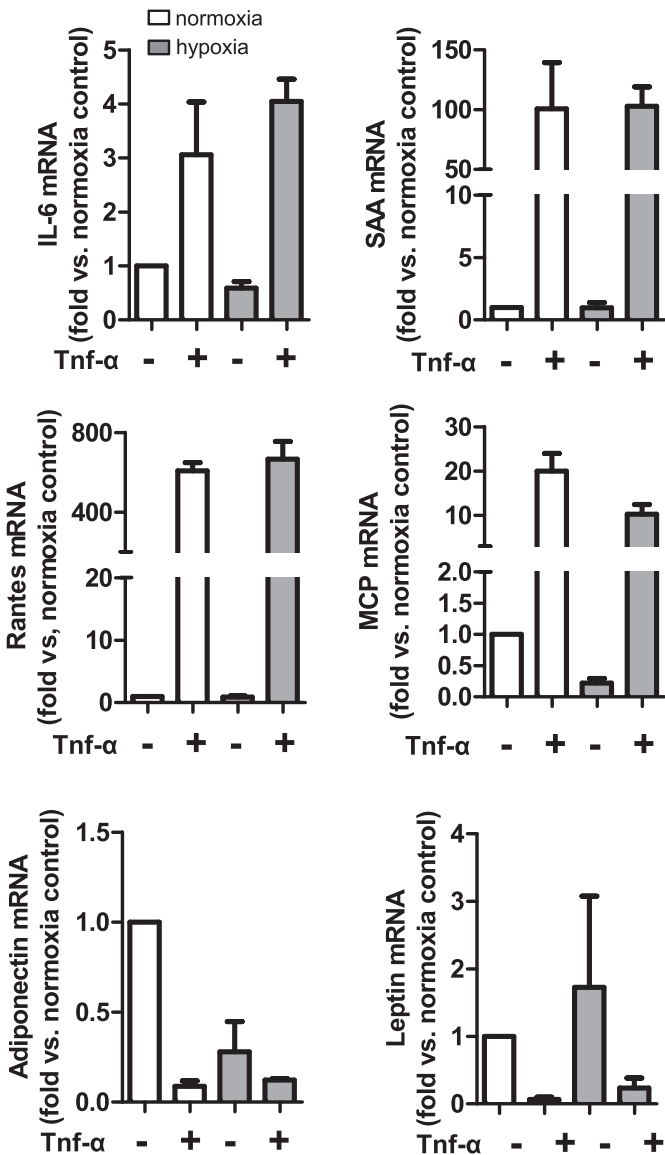 normoxia
hypoxia
IL-6 mRNA
(fold vs. normoxia control)
5
4
3
2
1
0
Tnf-α - + - +
SAA mRNA
(fold vs. normoxia control)
150
100
50
10
5
0
Tnf-α - + - +
Rantes mRNA
(fold vs, normoxia control)
800
400
20
10
0
Tnf-α - + - +
MCP mRNA
(fold vs. normoxia control)
30
20
10
2.0
1.5
1.0
0.5
0.0
Tnf-α - + - +
Adiponectin mRNA
(fold vs. normoxia control)
1.5
1.0
0.5
0.0
Tnf-α - + - +
Leptin mRNA
(fold vs. normoxia control)
4
3
2
1
0
Tnf-α - + - +